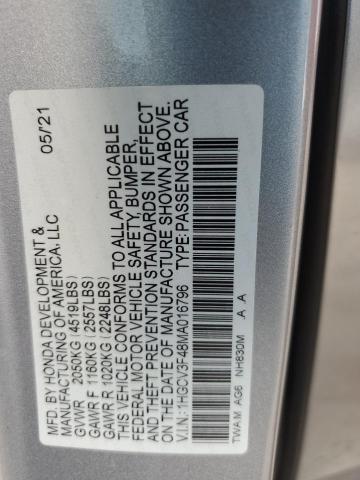 MFD. BY HONDA DEVELOPMENT & 05/21
MANUFACTURING OF AMERICA, LLC
GVWR 2050KG (4519LBS)
GAWR F 1160KG (2557LBS)
GAWR R 1020KG (2248LBS)
THIS VEHICLE CONFORMS TO ALL APPLICABLE
FEDERAL MOTOR VEHICLE SAFETY, BUMPER,
AND THEFT PREVENTION STANDARDS IN EFFECT
ON THE DATE OF MANUFACTURE SHOWN ABOVE.
V.I.N.: 1HGCV3F48MA016796 TYPE: PASSENGER CAR
TWA M AG6 NH830M A A